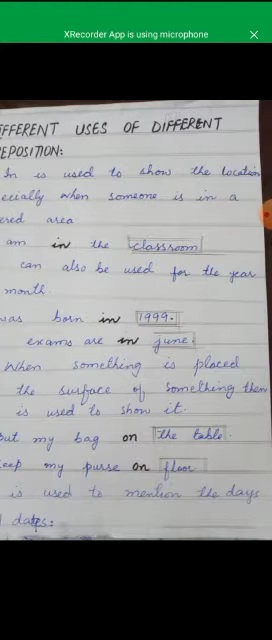 XRecorder App is using microphone
IFFERENT USES OF DIFFERENT
EPOSITION:
In is used to show the location
ecially when someone is in a
ered area
am in the classroom
can also be used for the year
month.
was born in 1999.
exams are in june.
When something is placed
the surface of something then
is used to show it.
put my bag on the table.
keep my purse on floor
is used to mention the days
d dates: